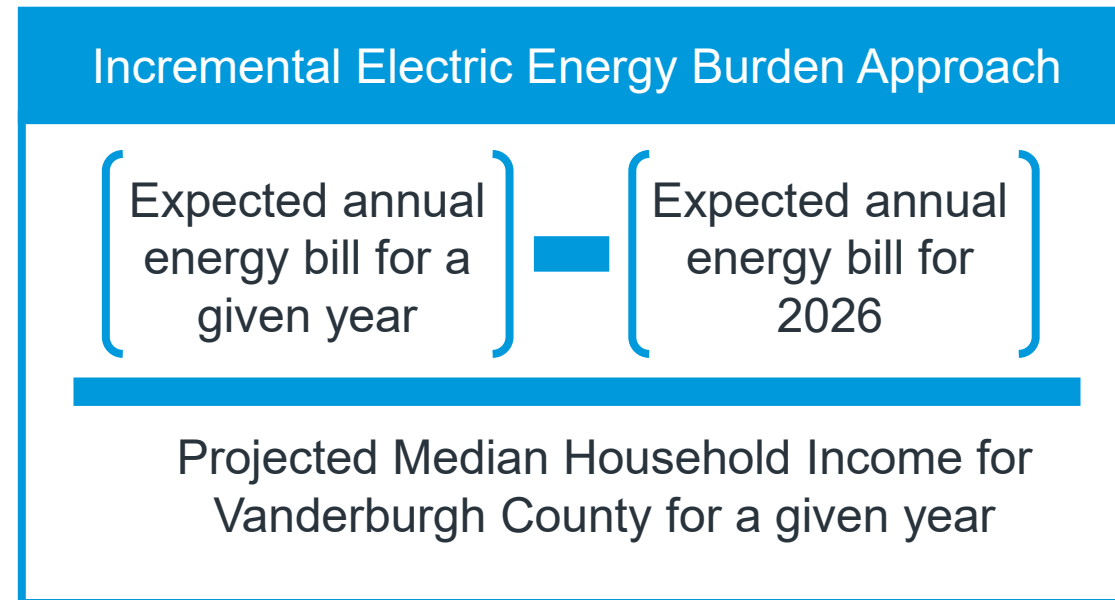 Incremental Electric Energy Burden Approach
Expected annual
energy bill for a
given year
Expected annual
energy bill for
2026
Projected Median Household Income for
Vanderburgh County for a given year